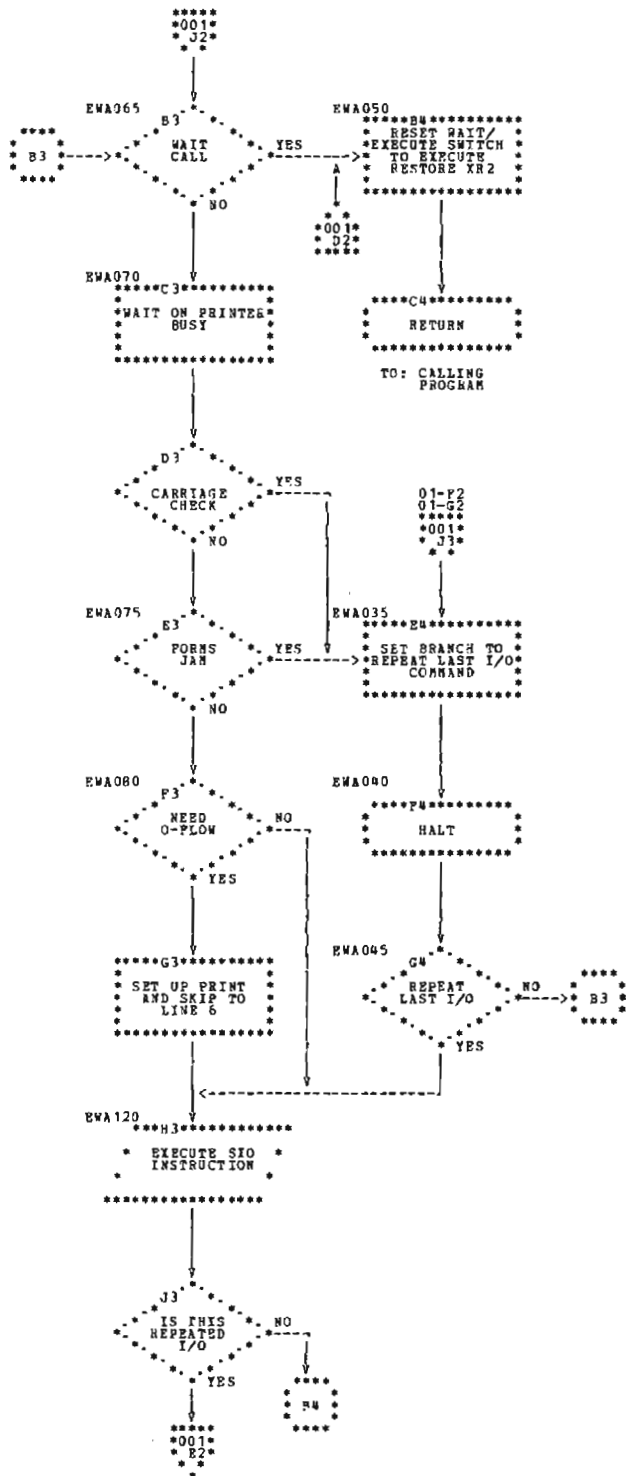 *001*
J2
EWA065
B3
WAIT
CALL
YES
NO
B3
EWA050
B4
RESET WAIT/
EXECUTE SWITCH
TO EXECUTE
RESTORE XR2
*001*
D2
EWA070
C3
WAIT ON PRINTER
BUSY
C4
RETURN
TO: CALLING
PROGRAM
D3
CARRIAGE
CHECK
YES
NO
01-F2
01-G2
*001*
J3
EWA075
E3
FORMS
JAM
YES
NO
EWA035
E4
SET BRANCH TO
REPEAT LAST I/O
COMMAND
EWA080
F3
NEED
O-FLOW
NO
YES
EWA040
F4
HALT
G3
SET UP PRINT
AND SKIP TO
LINE 6
EWA045
G4
REPEAT
LAST I/O
NO
YES
B3
EWA120
H3
EXECUTE SIO
INSTRUCTION
J3
IS THIS
REPEATED
I/O
NO
YES
B4
*001*
E2